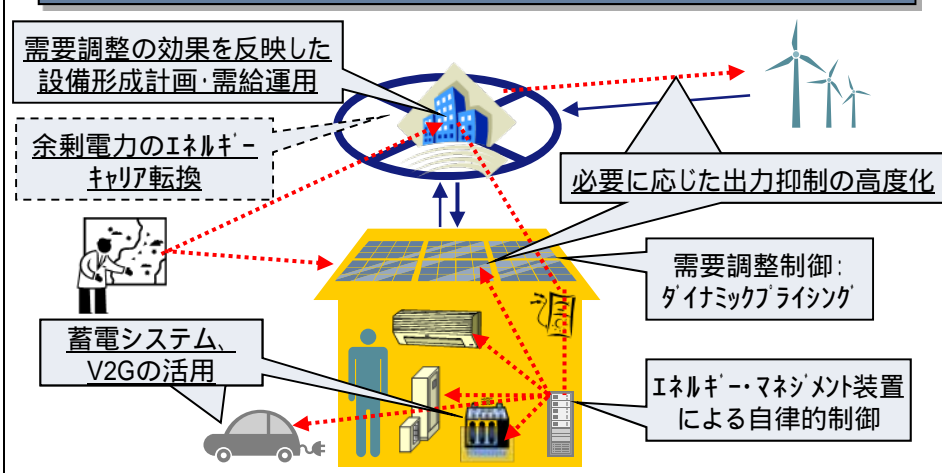 需要調整の効果を反映した
設備形成計画･需給運用
余剰電力のｴﾈﾙｷﾞｰ
ｷｬﾘｱ転換
必要に応じた出力抑制の高度化
需要調整制御:
ﾀﾞｲﾅﾐｯｸﾌﾟﾗｲｼﾝｸﾞ
蓄電システム、
V2Gの活用
ｴﾈﾙｷﾞｰ･ﾏﾈｼﾞﾒﾝﾄ装置
による自律的制御